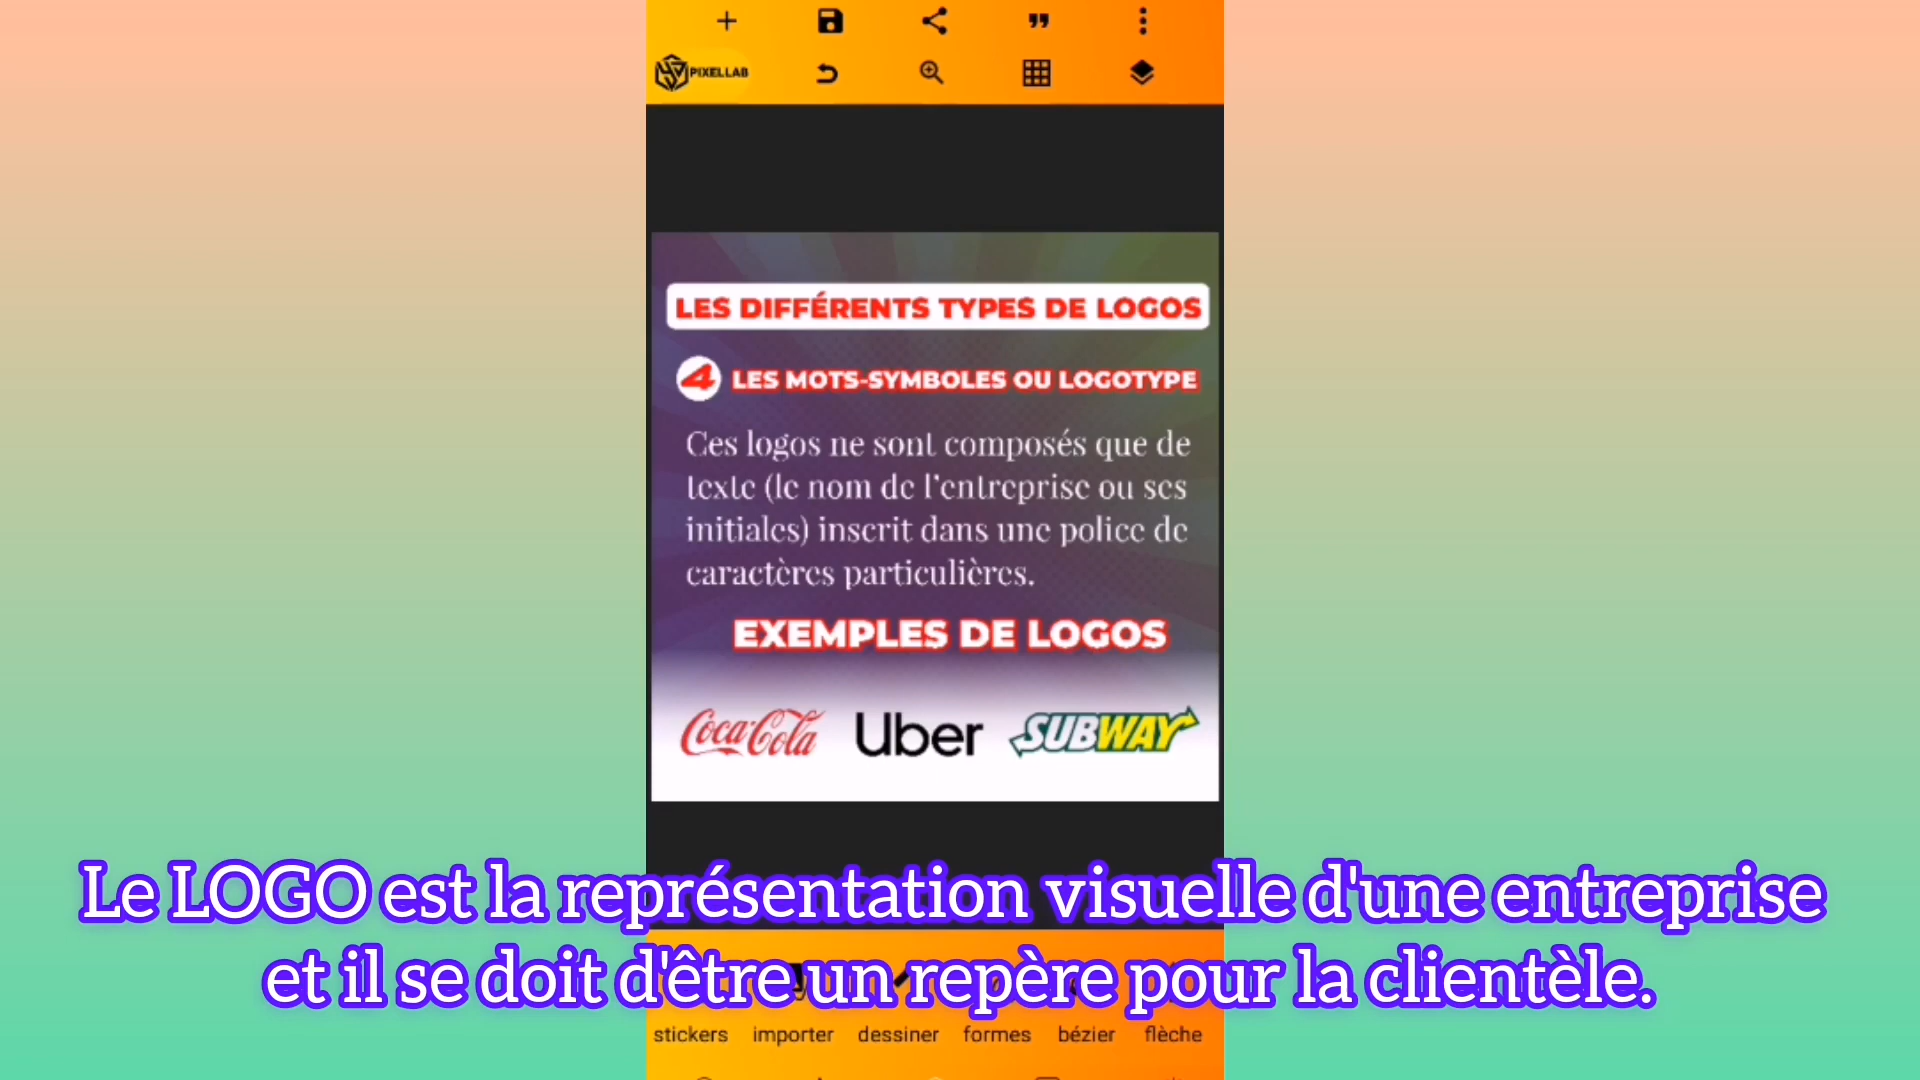 PIXELLAB
LES DIFFÉRENTS TYPES DE LOGOS
4 LES MOTS-SYMBOLES OU LOGOTYPE
Ces logos ne sont composés que de
texte (le nom de l'entreprise ou ses
initiales) inscrit dans une police de
caractères particulières.
EXEMPLES DE LOGOS
Coca-Cola Uber SUBWAY
Le LOGO est la représentation visuelle d'une entreprise
et il se doit d'être un repère pour la clientèle.
stickers importer dessiner formes bézier flèche